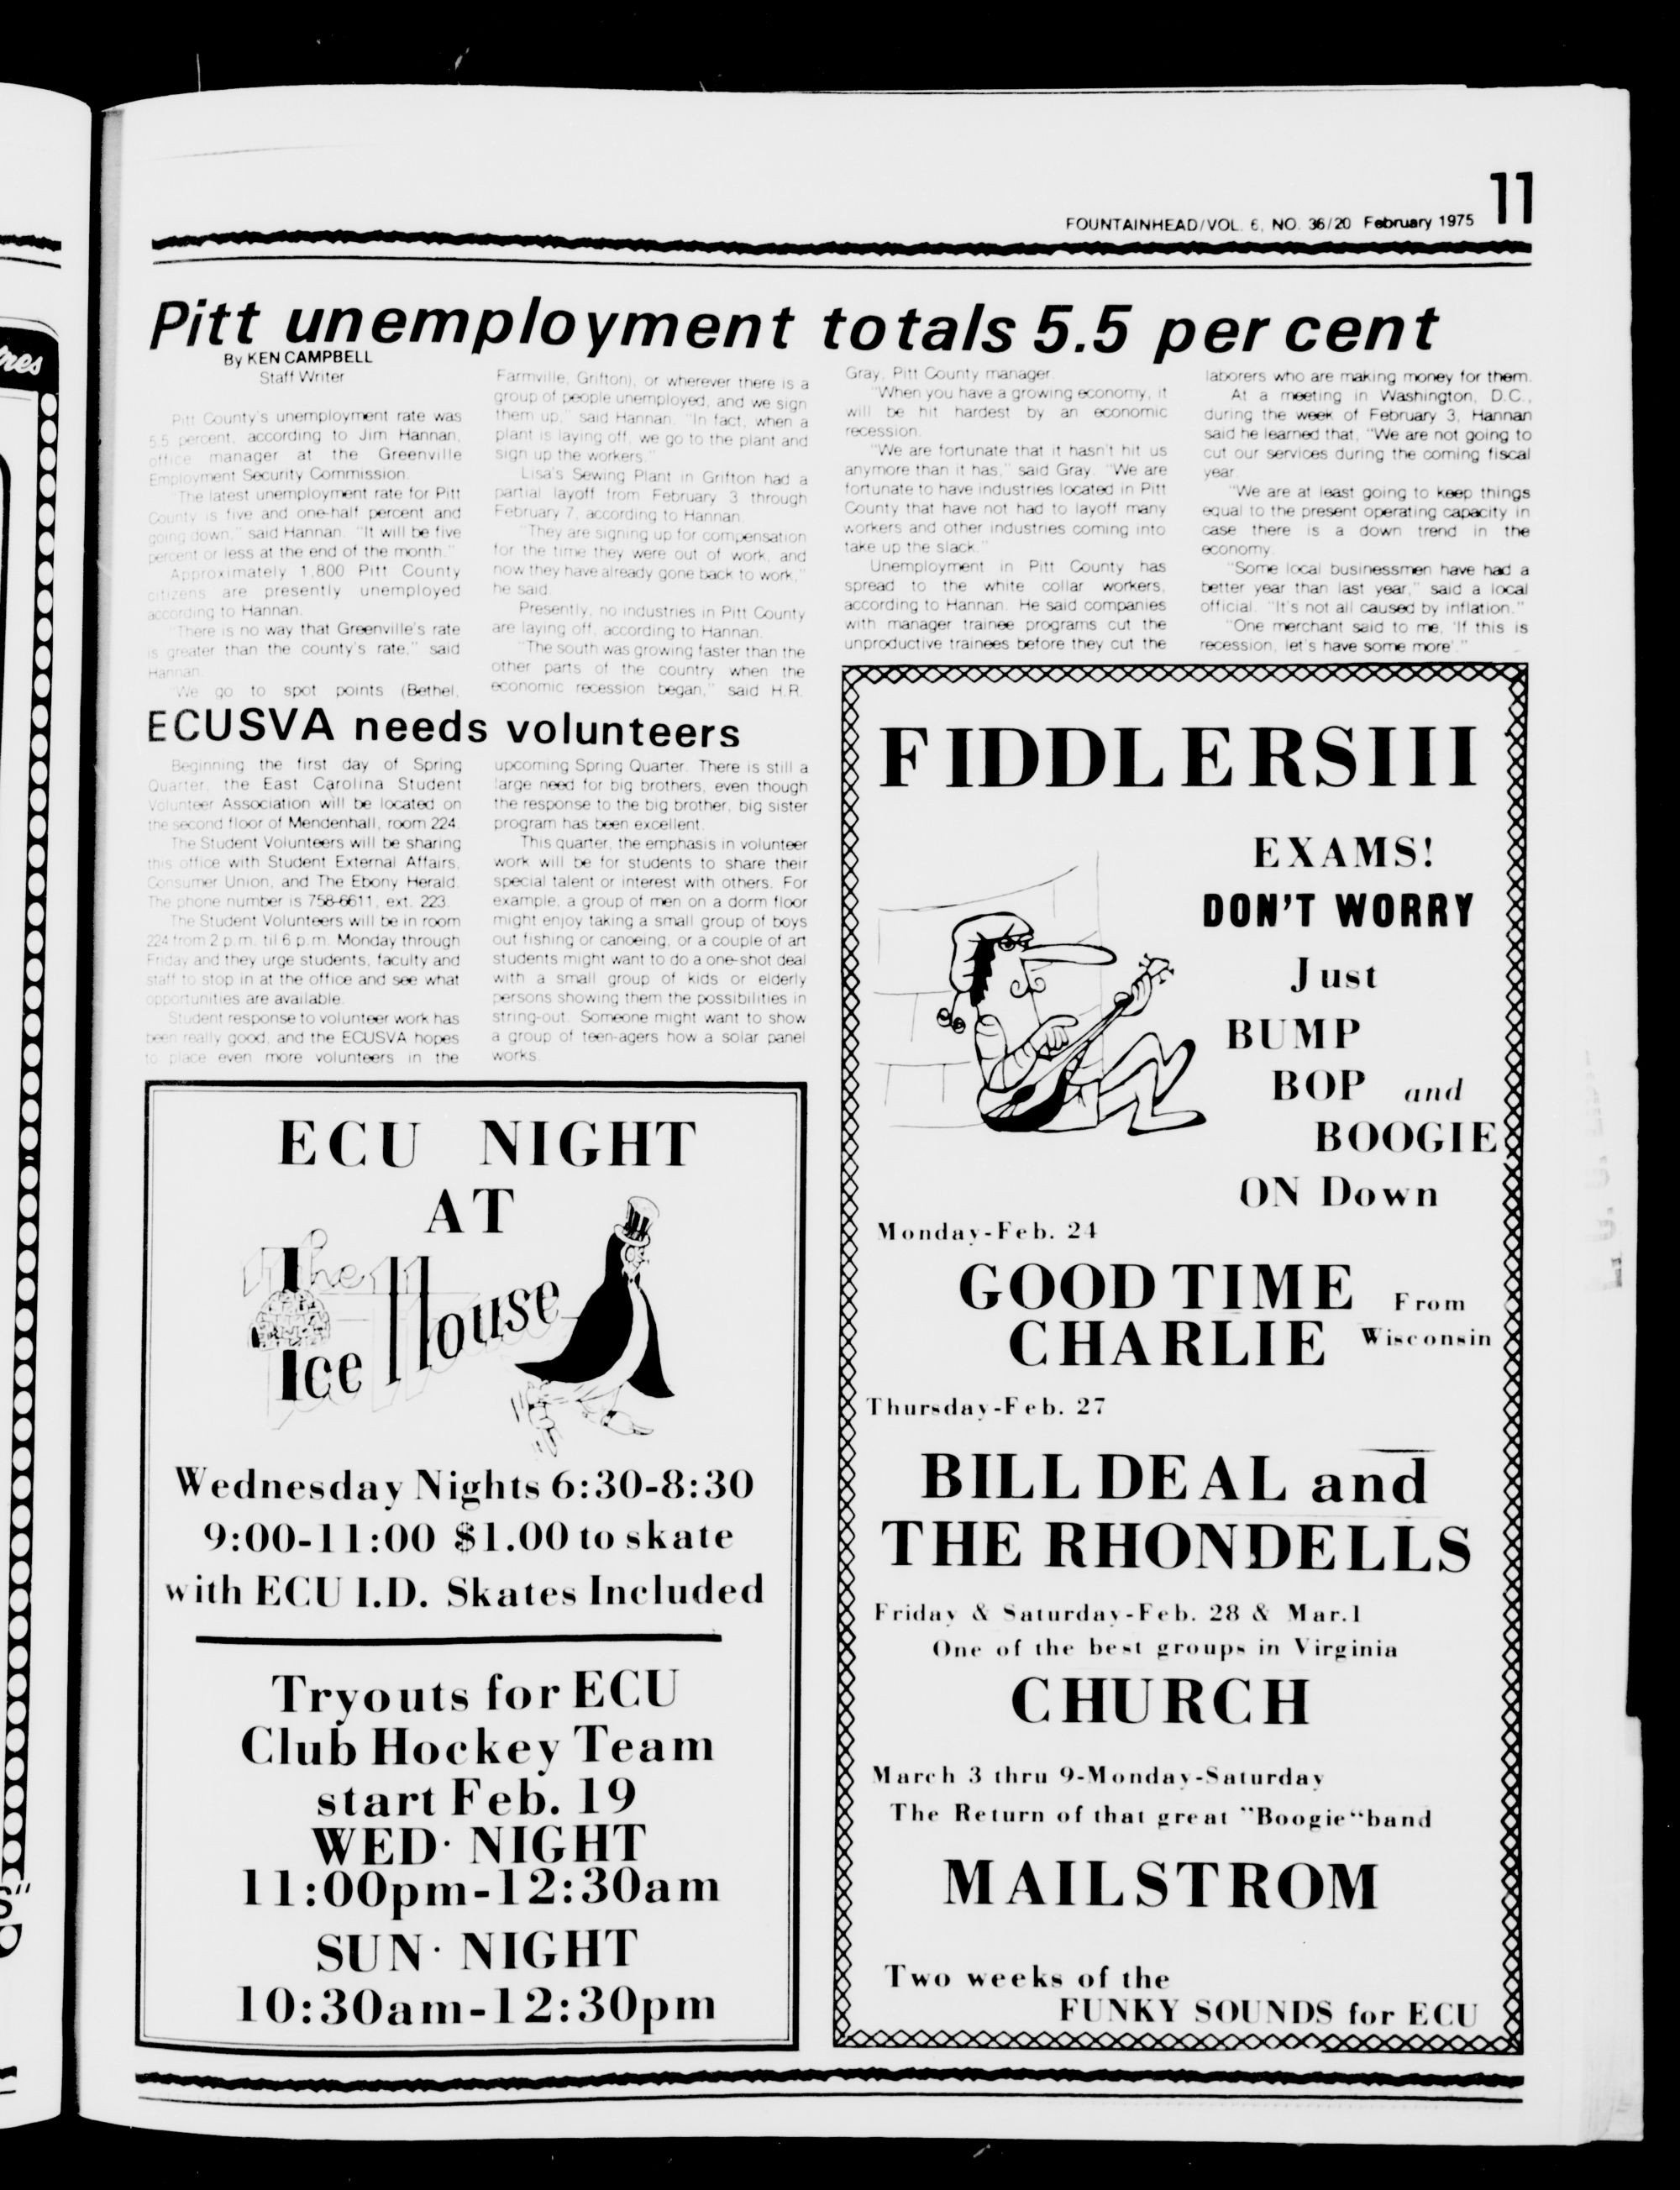 FOUNTAINHEAD/VOL. 6, NO. 36/20 February 1975 11
Pitt unemployment totals 5.5 per cent
By KEN CAMPBELL
Staff Writer
Pitt County's unemployment rate was
5.5 percent, according to Jim Hannan,
office manager at the Greenville
Employment Security Commission.
"The latest unemployment rate for Pitt
County is five and one-half percent and
going down," said Hannan. "It will be five
percent or less at the end of the month."
Approximately 1,800 Pitt County
citizens are presently unemployed
according to Hannan.
"There is no way that Greenville's rate
is greater than the county's rate," said
Hannan.
"We go to spot points (Bethel,
Farmville, Grifton), or wherever there is a
group of people unemployed, and we sign
them up," said Hannan. "In fact, when a
plant is laying off, we go to the plant and
sign up the workers."
Lisa's Sewing Plant in Grifton had a
partial layoff from February 3 through
February 7, according to Hannan.
"They are signing up for compensation
for the time they were out of work, and
now they have already gone back to work,"
he said.
Presently, no industries in Pitt County
are laying off, according to Hannan.
"The south was growing faster than the
other parts of the country when the
economic recession began," said H.R.
Gray, Pitt County manager.
"When you have a growing economy, it
will be hit hardest by an economic
recession.
"We are fortunate that it hasn't hit us
anymore than it has," said Gray. "We are
fortunate to have industries located in Pitt
County that have not had to layoff many
workers and other industries coming into
take up the slack."
Unemployment in Pitt County has
spread to the white collar workers,
according to Hannan. He said companies
with manager trainee programs cut the
unproductive trainees before they cut the
laborers who are making money for them.
At a meeting in Washington, D.C.,
during the week of February 3, Hannan
said he learned that, "We are not going to
cut our services during the coming fiscal
year.
"We are at least going to keep things
equal to the present operating capacity in
case there is a down trend in the
economy.
"Some local businessmen have had a
better year than last year," said a local
official. "It's not all caused by inflation."
"One merchant said to me, 'If this is
recession, let's have some more'."
ECUSVA needs volunteers
Beginning the first day of Spring
Quarter, the East Carolina Student
Volunteer Association will be located on
the second floor of Mendenhall, room 224.
The Student Volunteers will be sharing
this office with Student External Affairs,
Consumer Union, and The Ebony Herald.
The phone number is 758-6611, ext. 223.
The Student Volunteers will be in room
224 from 2 p.m. til 6 p.m. Monday through
Friday and they urge students, faculty and
staff to stop in at the office and see what
opportunities are available.
Student response to volunteer work has
been really good, and the ECUSVA hopes
to place even more volunteers in the
upcoming Spring Quarter. There is still a
large need for big brothers, even though
the response to the big brother, big sister
program has been excellent.
This quarter, the emphasis in volunteer
work will be for students to share their
special talent or interest with others. For
example, a group of men on a dorm floor
might enjoy taking a small group of boys
out fishing or canoeing, or a couple of art
students might want to do a one-shot deal
with a small group of kids or elderly
persons showing them the possibilities in
string-out. Someone might want to show
a group of teen-agers how a solar panel
works.
ECU NIGHT
AT
The
Ice House
Wednesday Nights 6:30-8:30
9:00-11:00 $1.00 to skate
with ECU I.D. Skates Included
Tryouts for ECU
Club Hockey Team
start Feb. 19
WED· NIGHT
11:00pm-12:30am
SUN· NIGHT
10:30am-12:30pm
FIDDLERSIII
EXAMS!
DON'T WORRY
Just
BUMP
BOP and
BOOGIE
ON Down
Monday-Feb. 24
GOOD TIME From
CHARLIE Wisconsin
Thursday-Feb. 27
BILL DEAL and
THE RHONDELLS
Friday & Saturday-Feb. 28 & Mar.1
One of the best groups in Virginia
CHURCH
March 3 thru 9-Monday-Saturday
The Return of that great "Boogie“band
MAILSTROM
Two weeks of the
FUNKY SOUNDS for ECU